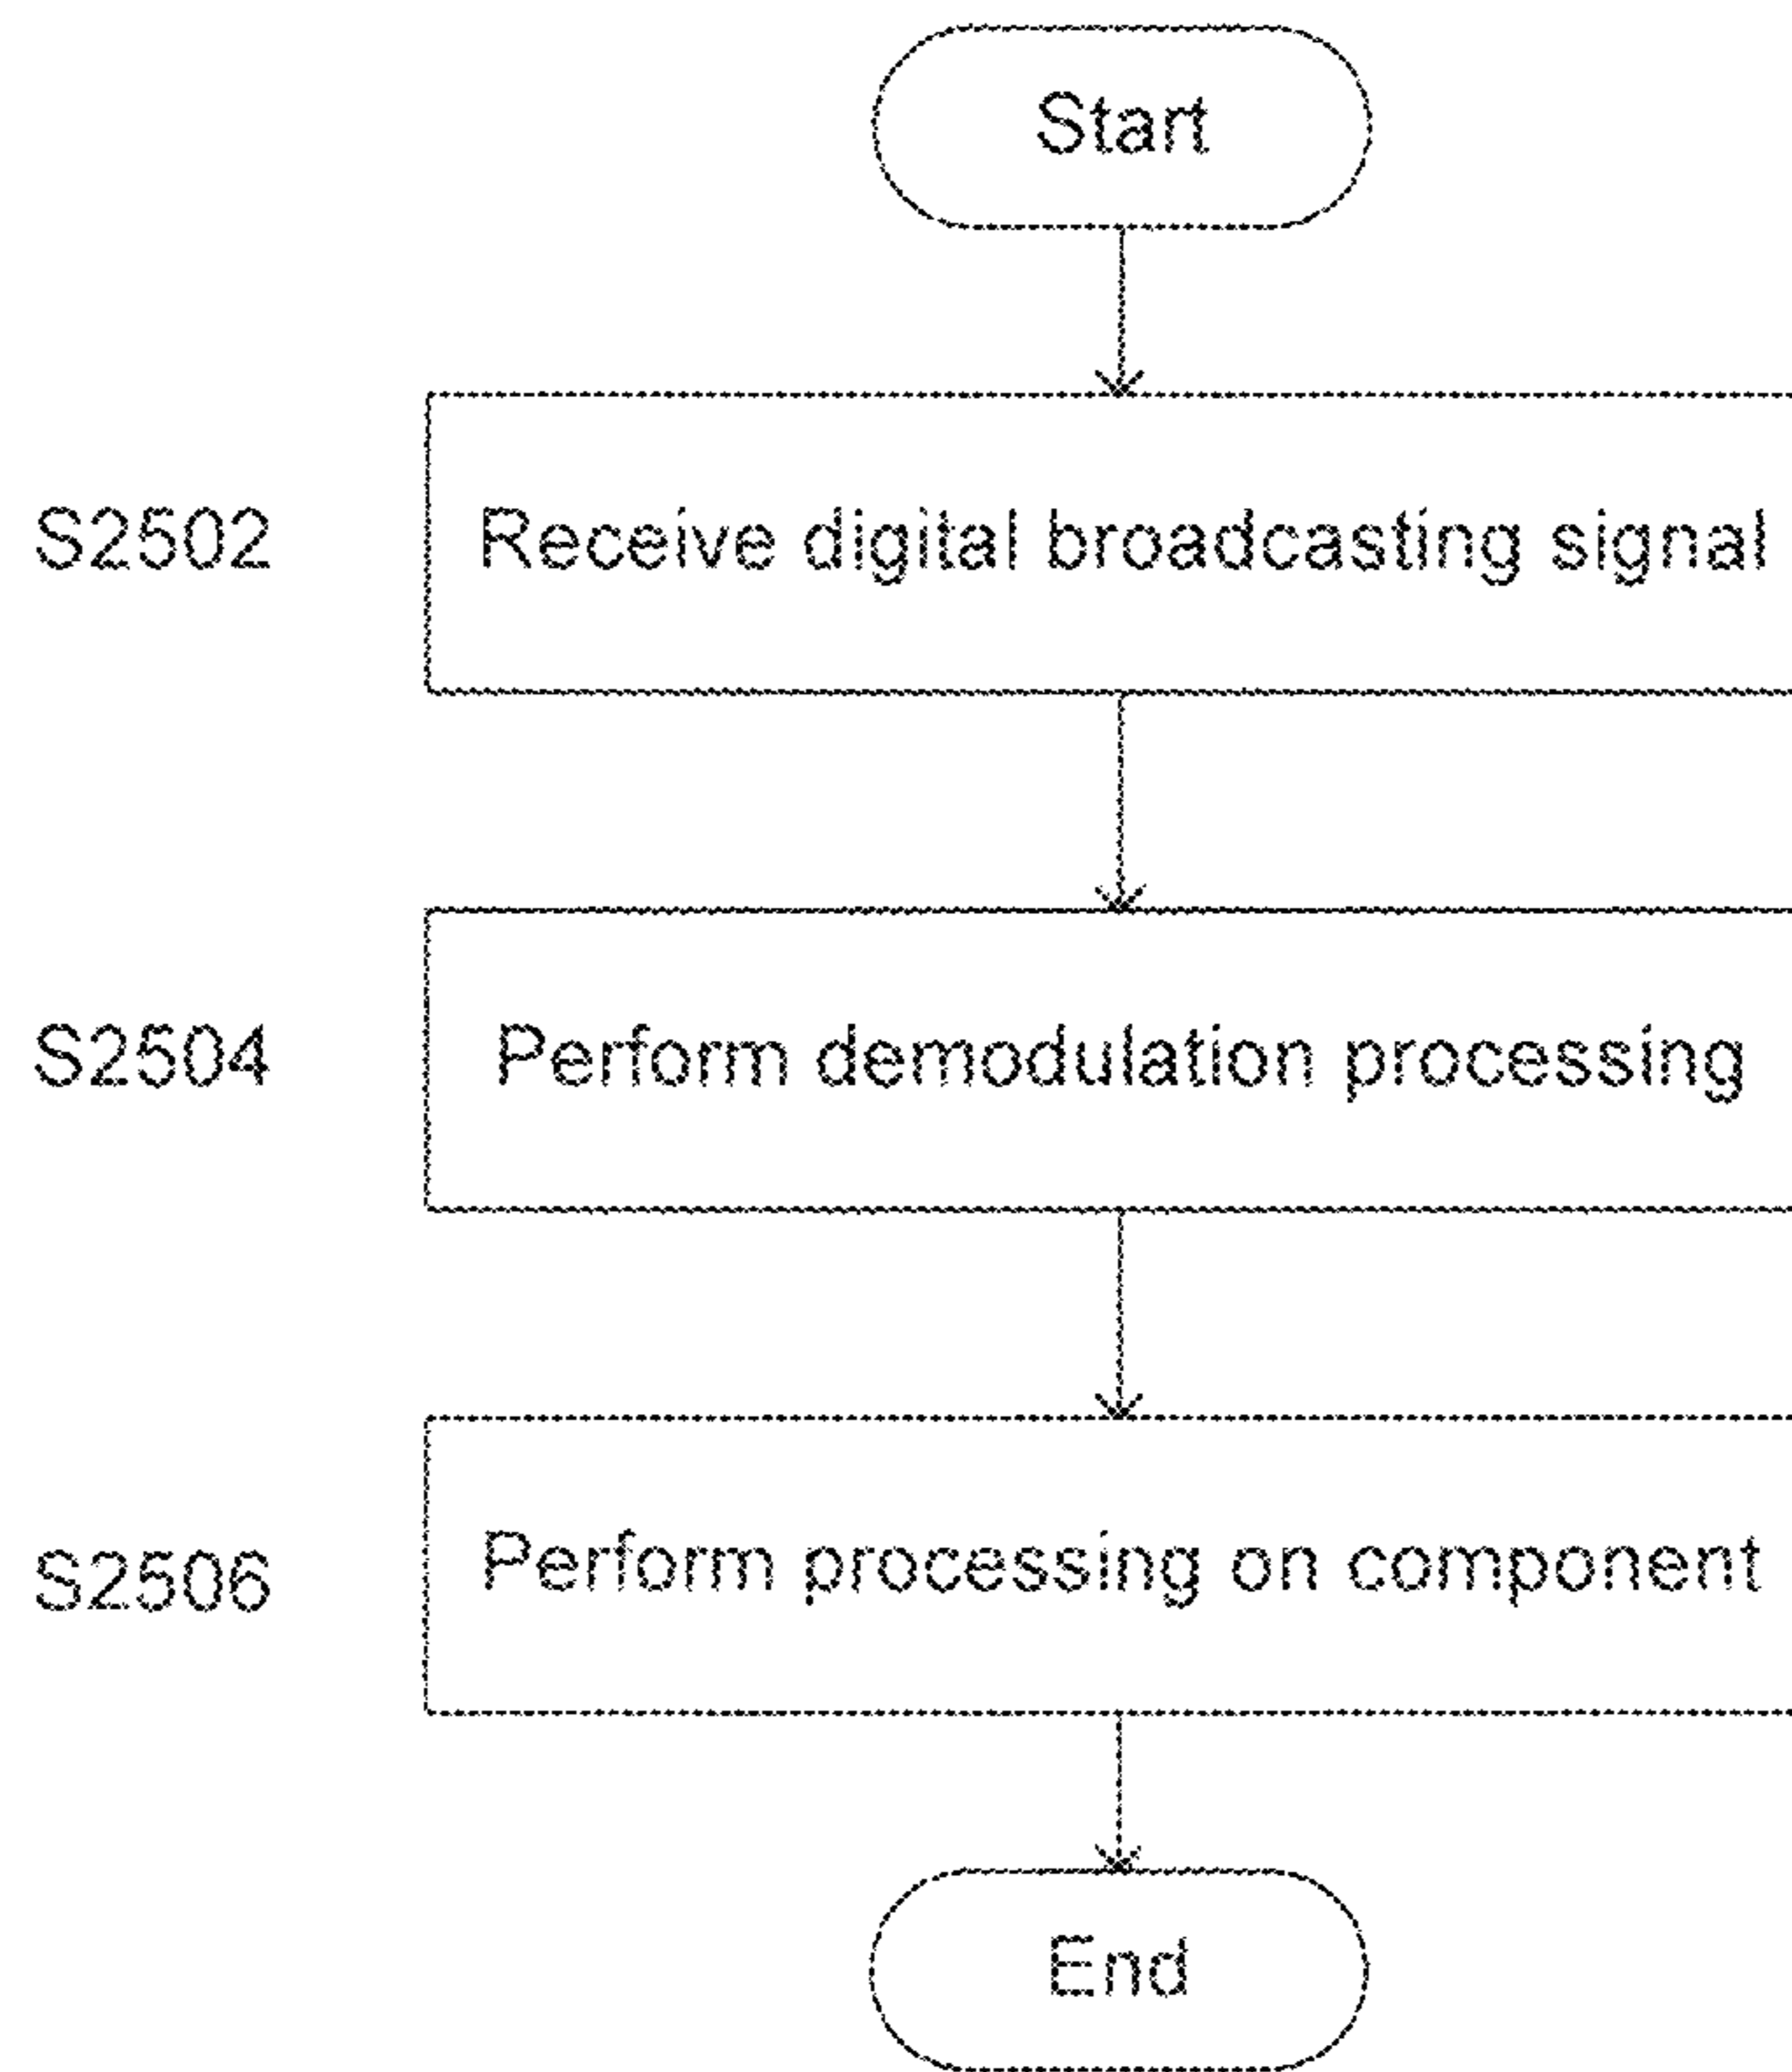 Start
S2502 Receive digital broadcasting signal
S2504 Perform demodulation processing
S2506 Perform processing on component
End